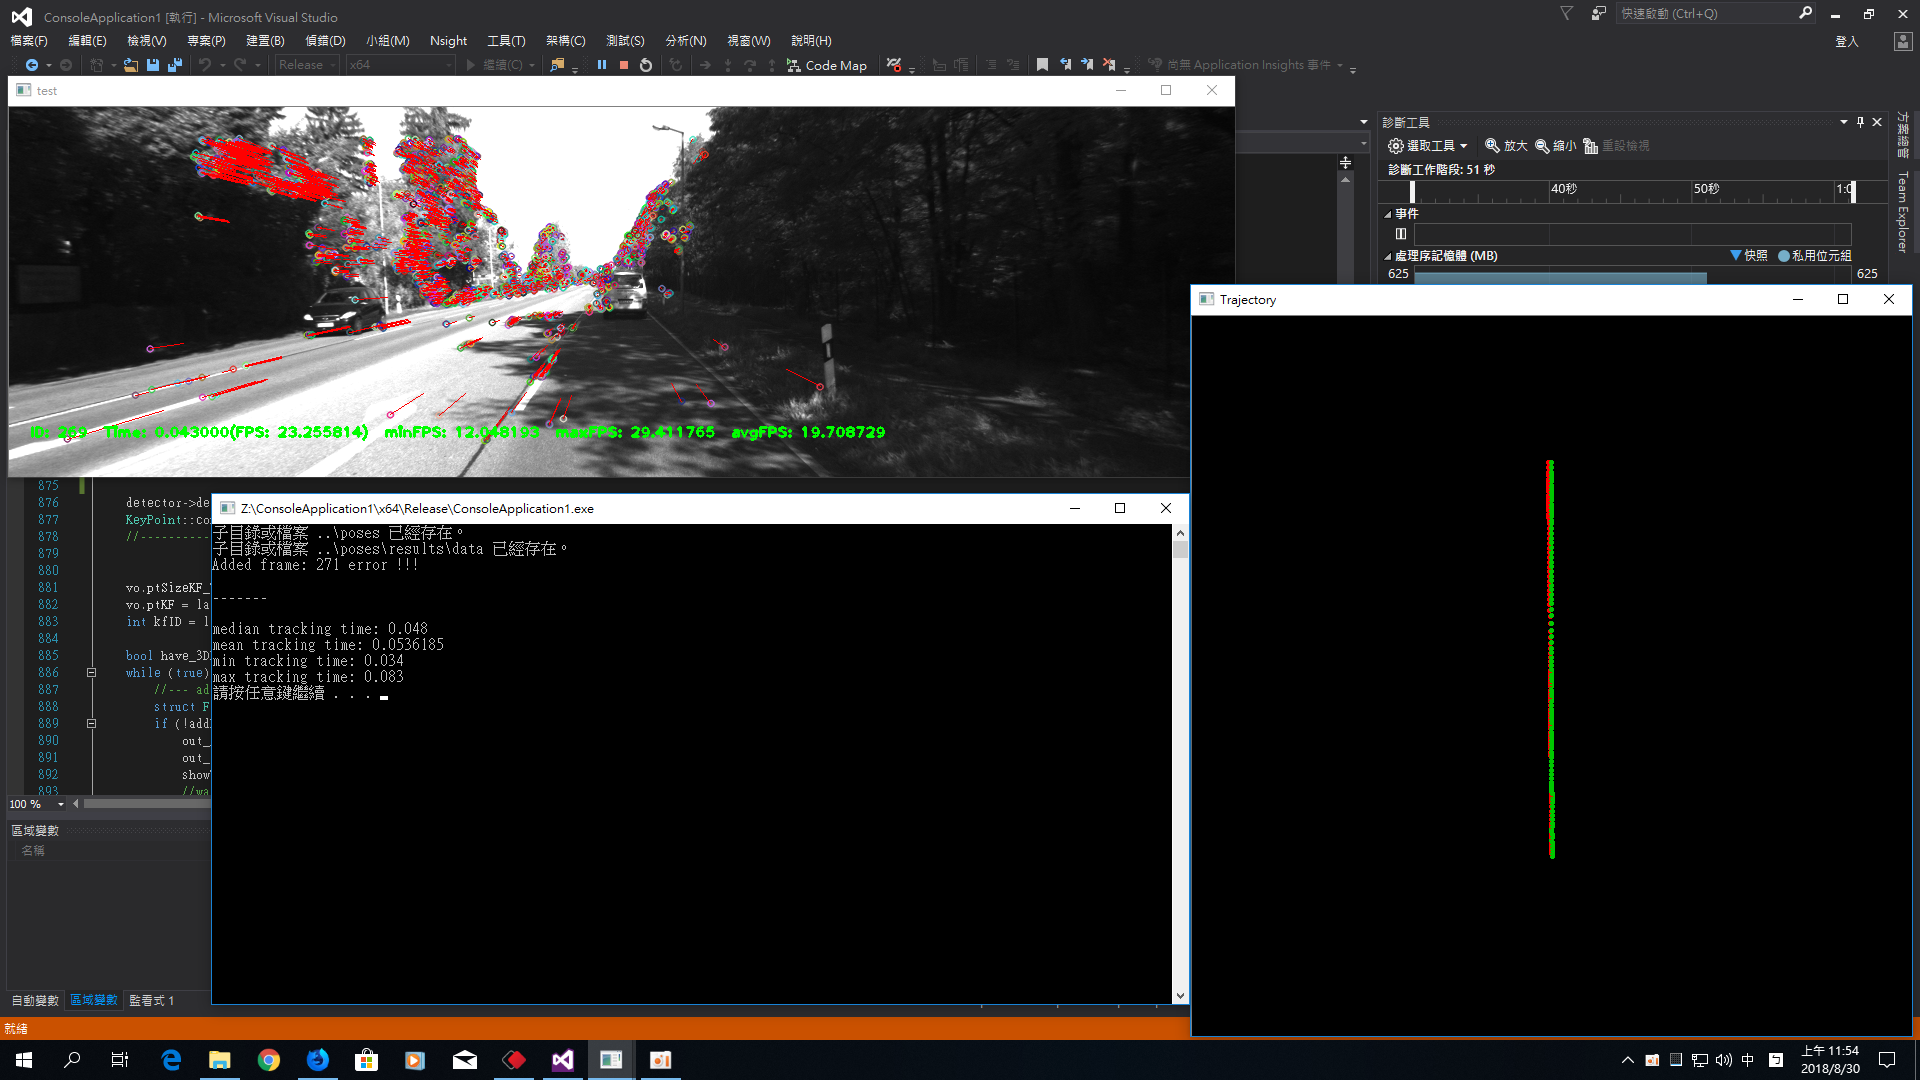 ConsoleApplication1 [執行] - Microsoft Visual Studio
快速啟動 (Ctrl+Q)
檔案(F) 編輯(E) 檢視(V) 專案(P) 建置(B) 偵錯(D) 小組(M) Nsight 工具(T) 架構(C) 測試(S) 分析(N) 視窗(W) 說明(H)
登入
Release x64 繼續(C) Code Map 尚無 Application Insights 事件
test
ID: Time: 0.043000(FPS: 23.255814) minFPS: 12.048193 maxFPS: 29.411765 avgFPS: 19.708729
診斷工具
選取工具 放大 縮小 重設檢視
診斷工作階段: 51 秒
40秒 50秒 1:0
事件
處理序記憶體 (MB)
快照 私用位元組
625 625
方案總管
Team Explorer
Trajectory
875
876 detector->de
877 KeyPoint::co
878 //----------
879
880
881 vo.ptSizeKF_
882 vo.ptKF = la
883 int kfID = l
884
885 bool have_3D
886 while (true)
887 //--- ad
888 struct F
889 if (!add
890 out_
891 out_
892 show
893 //wa
100 %
Z:\ConsoleApplication1\x64\Release\ConsoleApplication1.exe
子目錄或檔案 ..\poses 已經存在。
子目錄或檔案 ..\poses\results\data 已經存在。
Added frame: 271 error !!!
-------
median tracking time: 0.048
mean tracking time: 0.0536185
min tracking time: 0.034
max tracking time: 0.083
請按任意鍵繼續 . . .
區域變數
名稱
自動變數 區域變數 監看式 1
就緒
中
上午 11:54
2018/8/30